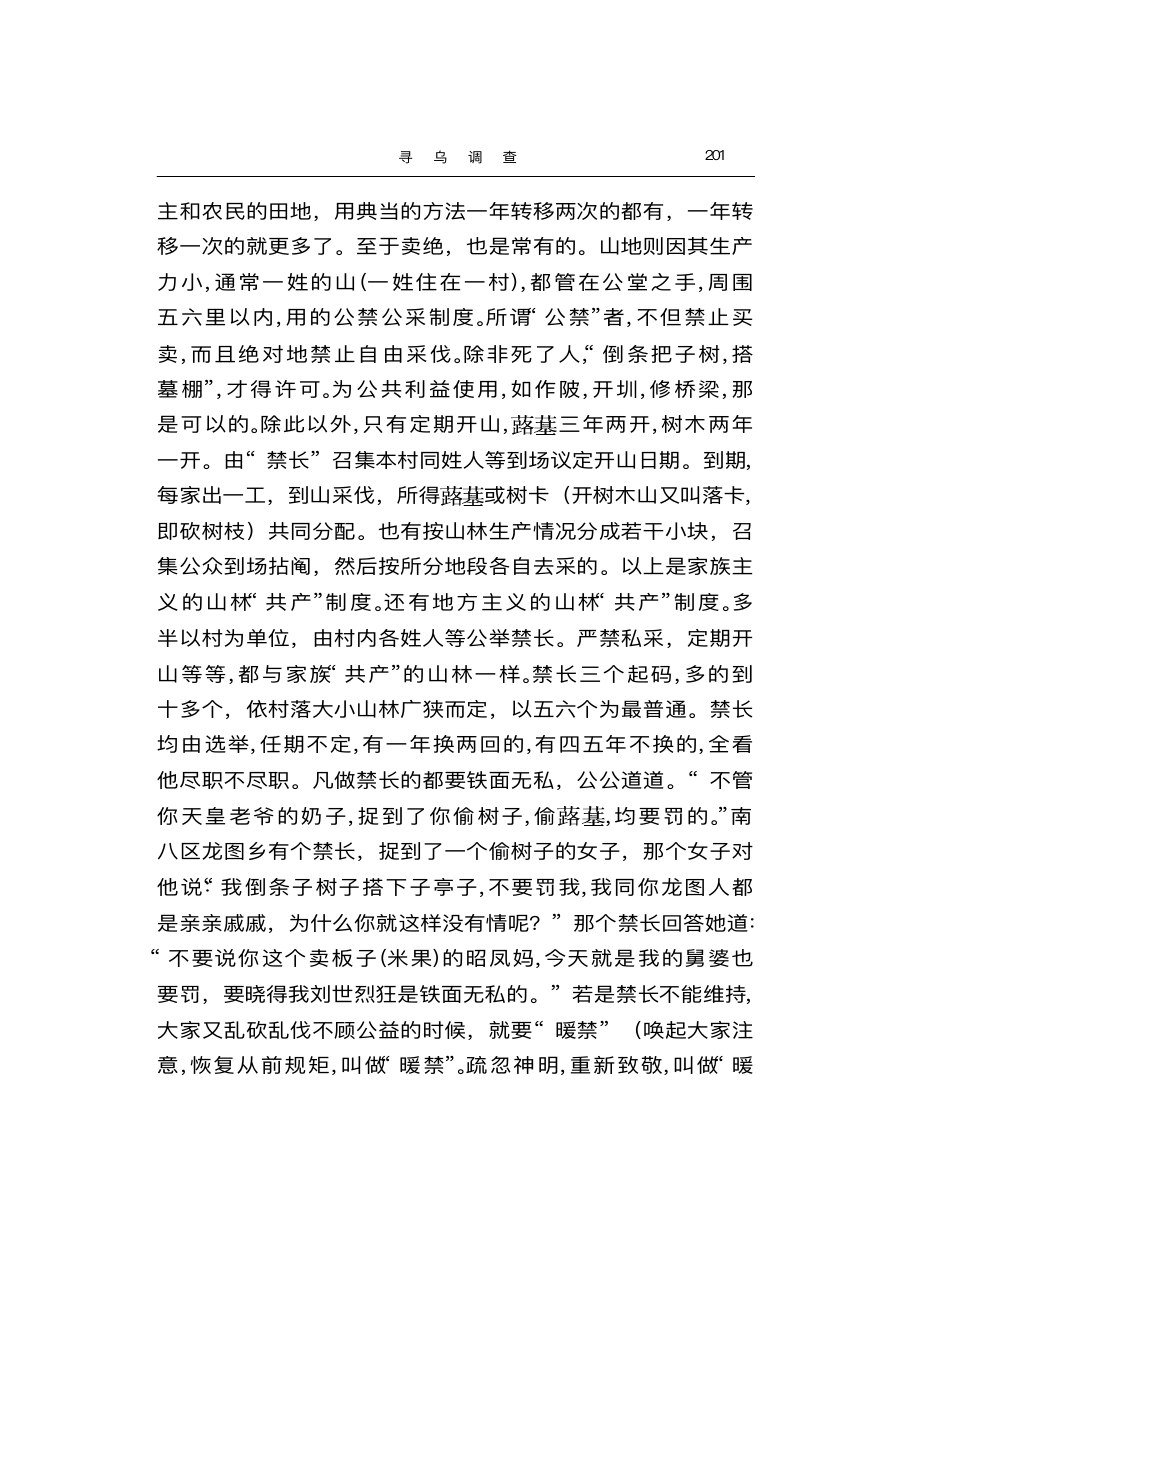 寻乌调查 201
主和农民的田地，用典当的方法一年转移两次的都有，一年转
移一次的就更多了。至于卖绝，也是常有的。山地则因其生产
力小，通常一姓的山（一姓住在一村），都管在公堂之手，周围
五六里以内，用的公禁公采制度。所谓“公禁”者，不但禁止买
卖，而且绝对地禁止自由采伐。除非死了人，“倒条把子树，搭
墓棚”，才得许可。为公共利益使用，如作陂，开圳，修桥梁，那
是可以的。除此以外，只有定期开山，蕗萁三年两开，树木两年
一开。由“禁长”召集本村同姓人等到场议定开山日期。到期，
每家出一工，到山采伐，所得蕗萁或树卡（开树木山又叫落卡，
即砍树枝）共同分配。也有按山林生产情况分成若干小块，召
集公众到场拈阄，然后按所分地段各自去采的。以上是家族主
义的山林“共产”制度。还有地方主义的山林“共产”制度。多
半以村为单位，由村内各姓人等公举禁长。严禁私采，定期开
山等等，都与家族“共产”的山林一样。禁长三个起码，多的到
十多个，依村落大小山林广狭而定，以五六个为最普通。禁长
均由选举，任期不定，有一年换两回的，有四五年不换的，全看
他尽职不尽职。凡做禁长的都要铁面无私，公公道道。“不管
你天皇老爷的奶子，捉到了你偷树子，偷蕗萁，均要罚的。”南
八区龙图乡有个禁长，捉到了一个偷树子的女子，那个女子对
他说：“我倒条子树子搭下子亭子，不要罚我，我同你龙图人都
是亲亲戚戚，为什么你就这样没有情呢？”那个禁长回答她道：
“不要说你这个卖板子（米果）的昭凤妈，今天就是我的舅婆也
要罚，要晓得我刘世烈狂是铁面无私的。”若是禁长不能维持，
大家又乱砍乱伐不顾公益的时候，就要“暖禁”（唤起大家注
意，恢复从前规矩，叫做“暖禁”。疏忽神明，重新致敬，叫做“暖